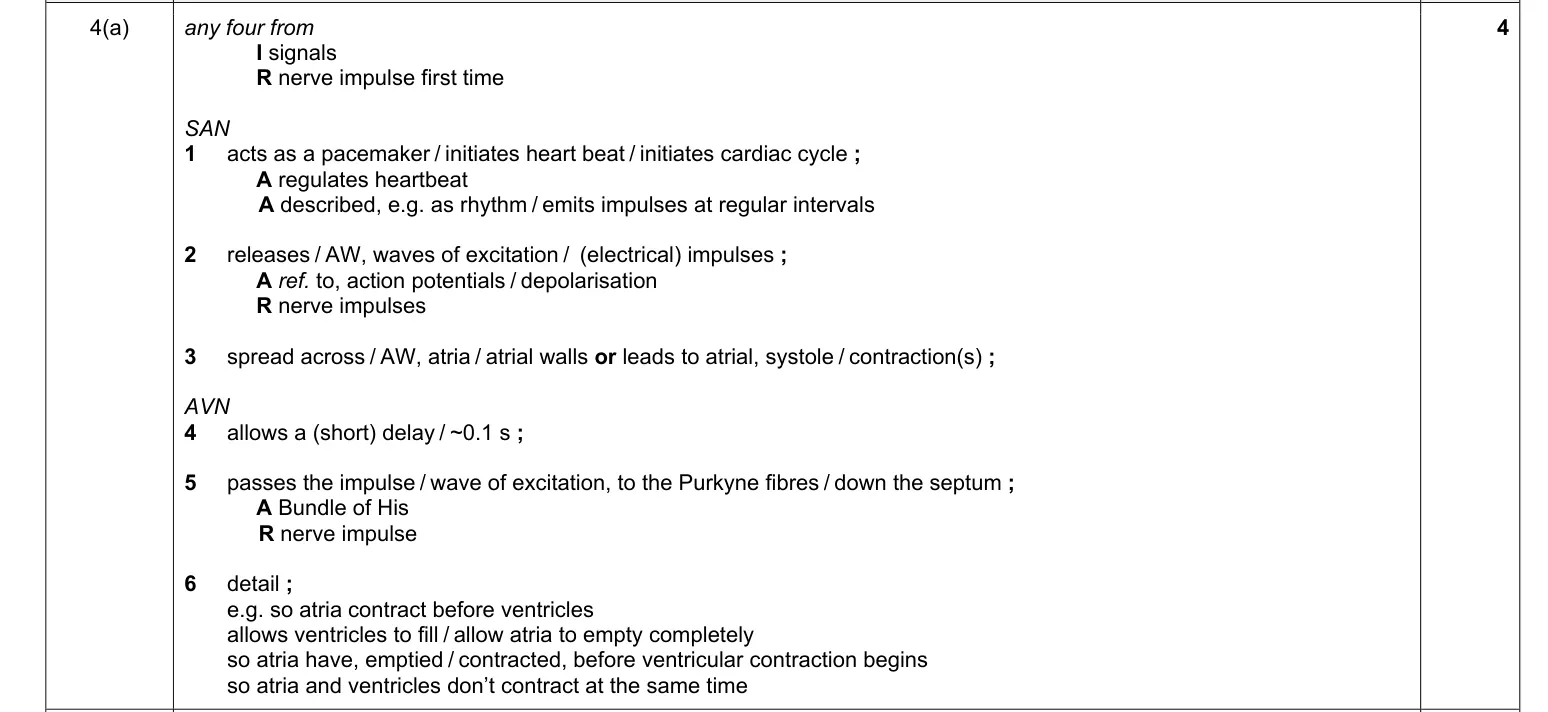 4(a) any four from 4
I signals
R nerve impulse first time
SAN
1 acts as a pacemaker / initiates heart beat / initiates cardiac cycle ;
A regulates heartbeat
A described, e.g. as rhythm / emits impulses at regular intervals
2 releases / AW, waves of excitation / (electrical) impulses ;
A ref. to, action potentials / depolarisation
R nerve impulses
3 spread across / AW, atria / atrial walls or leads to atrial, systole / contraction(s) ;
AVN
4 allows a (short) delay / ~0.1 s ;
5 passes the impulse / wave of excitation, to the Purkyne fibres / down the septum ;
A Bundle of His
R nerve impulse
6 detail ;
e.g. so atria contract before ventricles
allows ventricles to fill / allow atria to empty completely
so atria have, emptied / contracted, before ventricular contraction begins
so atria and ventricles don’t contract at the same time